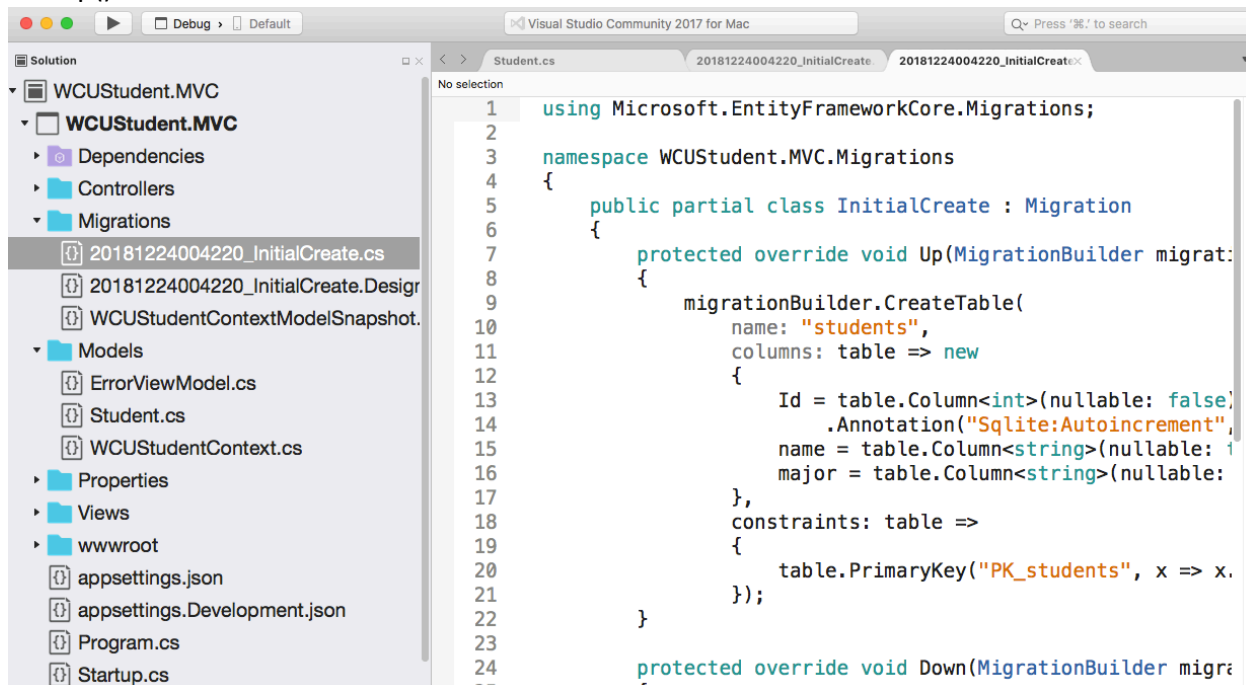 Debug › Default
Visual Studio Community 2017 for Mac
Press '⌘.' to search
Solution
Student.cs
20181224004220_InitialCreate
20181224004220_InitialCreate
No selection
WCUStudent.MVC
WCUStudent.MVC
Dependencies
Controllers
Migrations
20181224004220_InitialCreate.cs
20181224004220_InitialCreate.Design
WCUStudentContextModelSnapshot.
Models
ErrorViewModel.cs
Student.cs
WCUStudentContext.cs
Properties
Views
wwwroot
appsettings.json
appsettings.Development.json
Program.cs
Startup.cs
1 using Microsoft.EntityFrameworkCore.Migrations;
2
3 namespace WCUStudent.MVC.Migrations
4 {
5 public partial class InitialCreate : Migration
6 {
7 protected override void Up(MigrationBuilder migrati
8 {
9 migrationBuilder.CreateTable(
10 name: "students",
11 columns: table => new
12 {
13 Id = table.Column<int>(nullable: false)
14 .Annotation("Sqlite:Autoincrement",
15 name = table.Column<string>(nullable:
16 major = table.Column<string>(nullable:
17 },
18 constraints: table =>
19 {
20 table.PrimaryKey("PK_students", x => x.
21 });
22 }
23
24 protected override void Down(MigrationBuilder migra